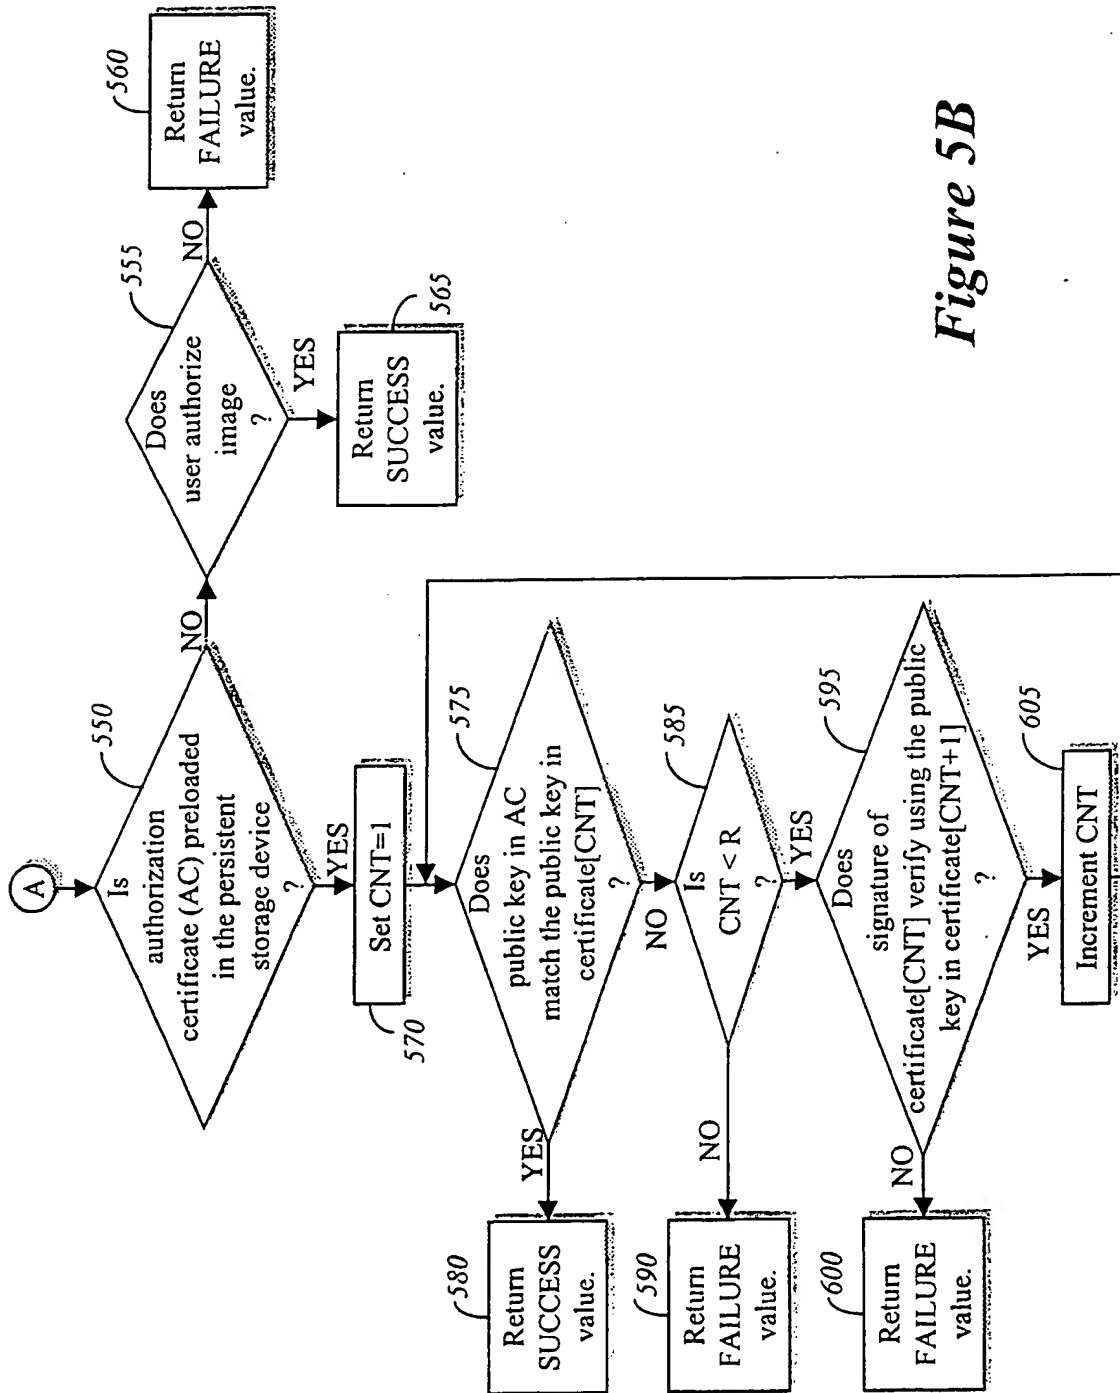 A
550
Is
authorization
certificate (AC) preloaded
in the persistent
storage device
?
NO
555
Does
user authorize
image
?
NO
560
Return
FAILURE
value.
YES
565
Return
SUCCESS
value.
YES
Set CNT=1
570
575
Does
public key in AC
match the public key in
certificate[CNT]
?
YES
580
Return
SUCCESS
value.
NO
585
Is
CNT < R
?
NO
590
Return
FAILURE
value.
YES
595
Does
signature of
certificate[CNT] verify using the public
key in certificate[CNT+1]
?
NO
600
Return
FAILURE
value.
YES
605
Increment CNT
Figure 5B